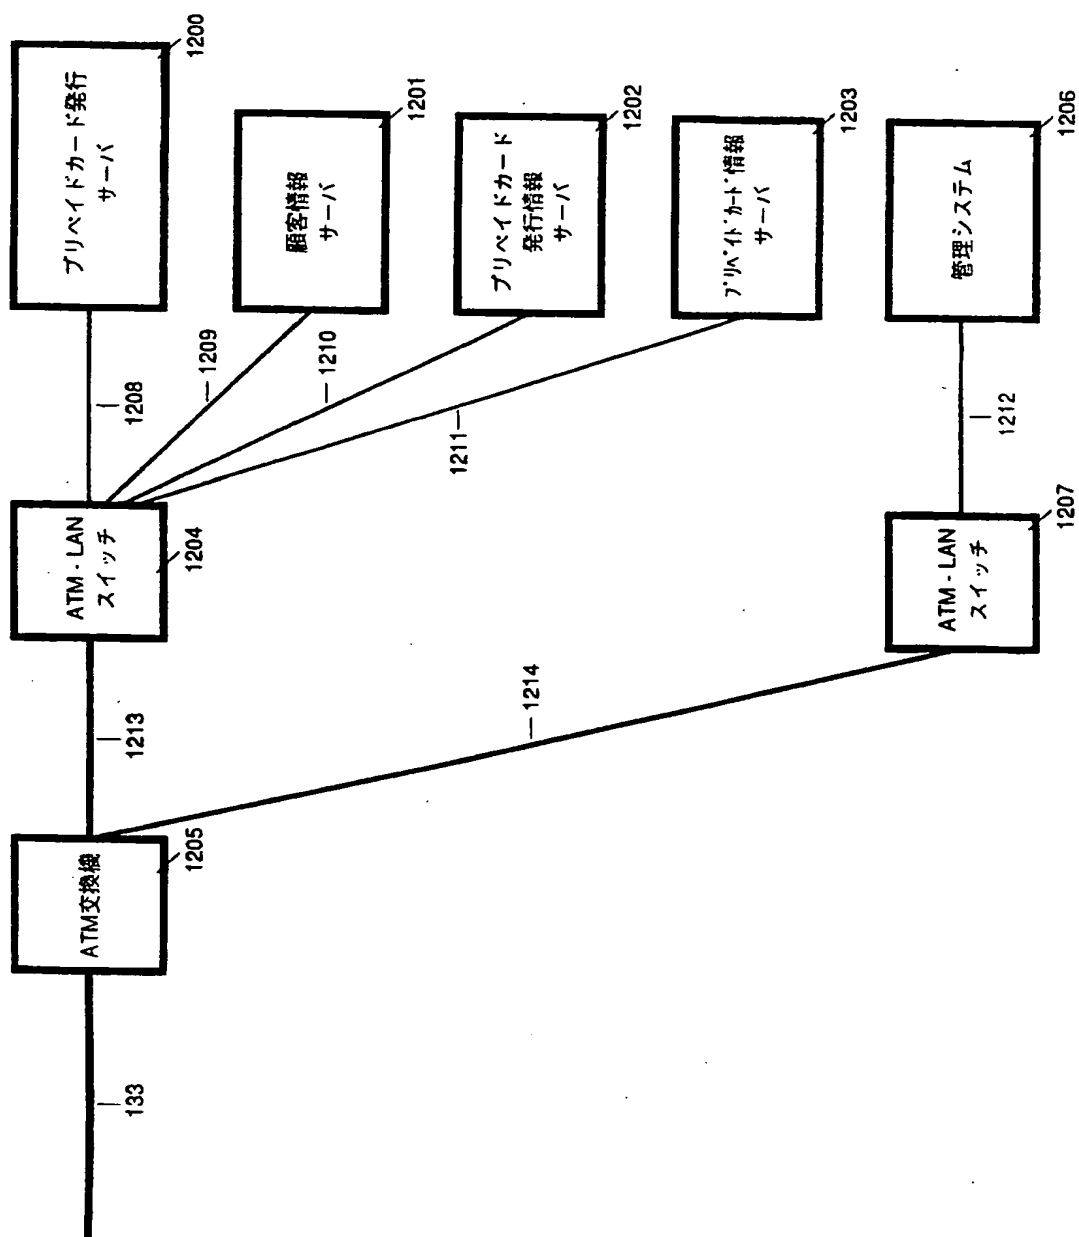 ATM交換機
1205
133
1213
ATM - LAN
スイッチ
1204
1208
プリペイドカード発行
サーバ
1200
1209
顧客情報
サーバ
1201
1210
プリペイドカード
発行情報
サーバ
1202
1211
プリペイドカード情報
サーバ
1203
1214
ATM - LAN
スイッチ
1207
1212
管理システム
1206